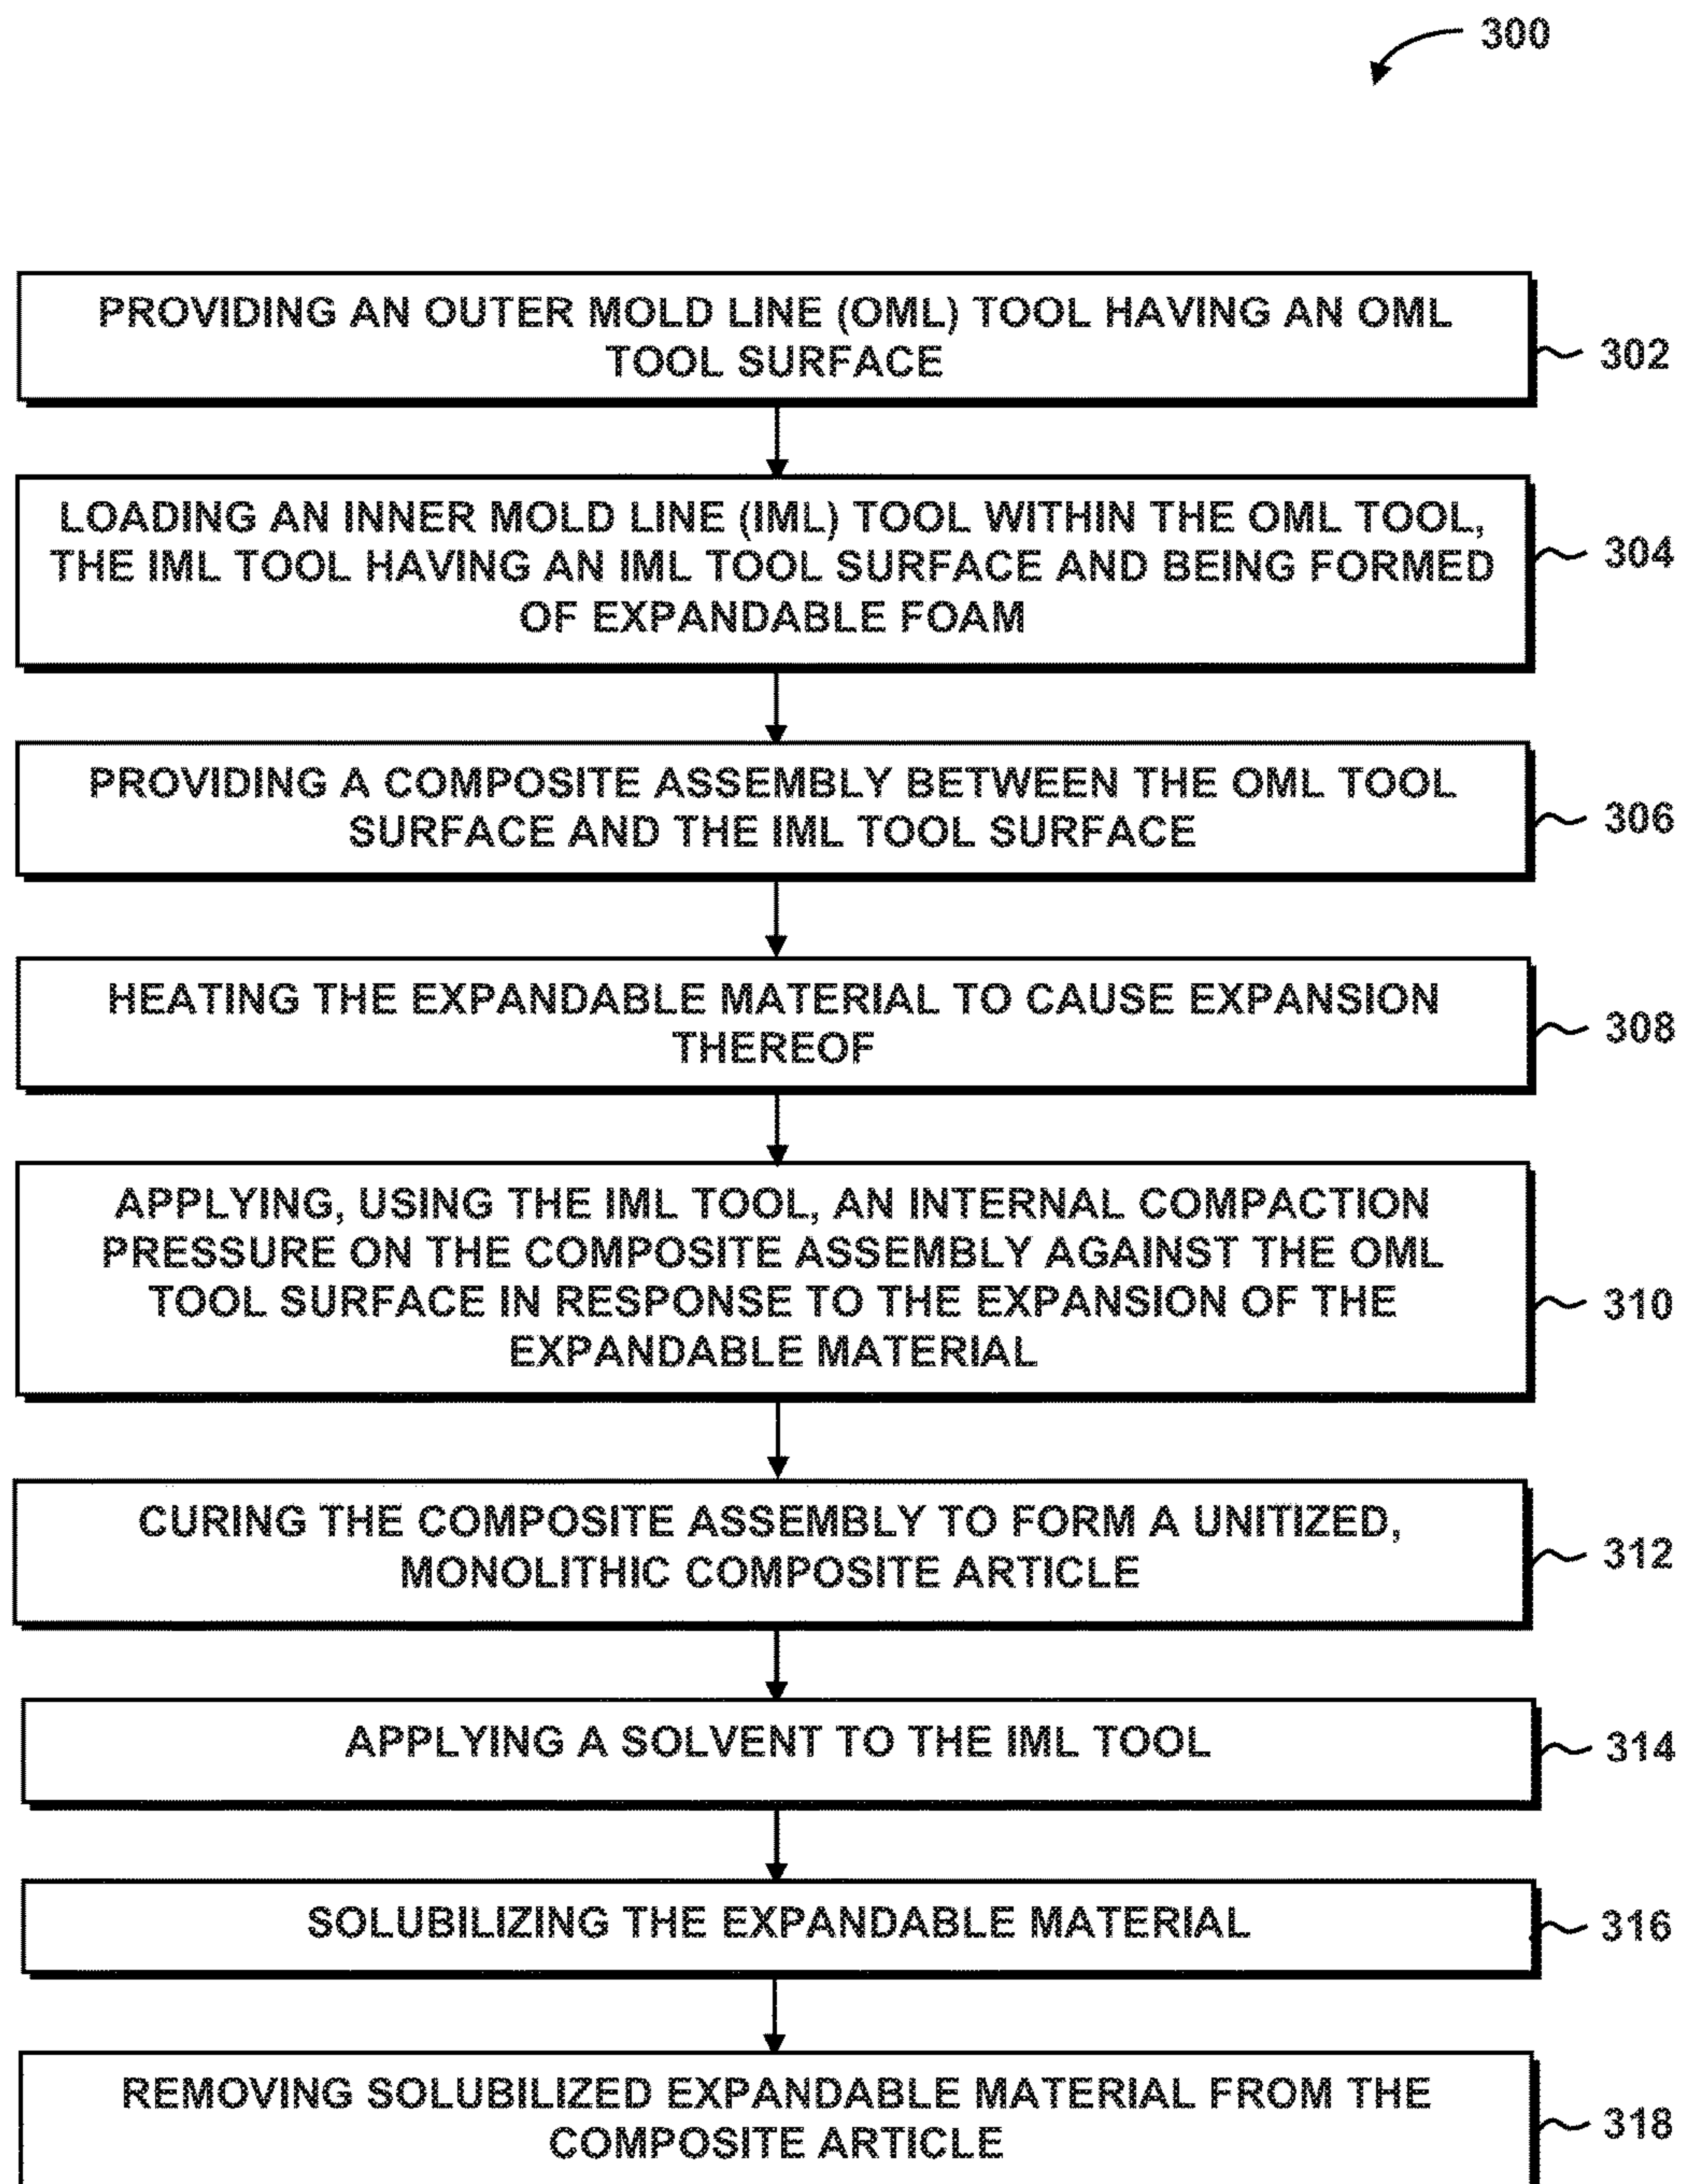 300
PROVIDING AN OUTER MOLD LINE (OML) TOOL HAVING AN OML
TOOL SURFACE
302
LOADING AN INNER MOLD LINE (IML) TOOL WITHIN THE OML TOOL,
THE IML TOOL HAVING AN IML TOOL SURFACE AND BEING FORMED
OF EXPANDABLE FOAM
304
PROVIDING A COMPOSITE ASSEMBLY BETWEEN THE OML TOOL
SURFACE AND THE IML TOOL SURFACE
306
HEATING THE EXPANDABLE MATERIAL TO CAUSE EXPANSION
THEREOF
308
APPLYING, USING THE IML TOOL, AN INTERNAL COMPACTION
PRESSURE ON THE COMPOSITE ASSEMBLY AGAINST THE OML
TOOL SURFACE IN RESPONSE TO THE EXPANSION OF THE
EXPANDABLE MATERIAL
310
CURING THE COMPOSITE ASSEMBLY TO FORM A UNITIZED,
MONOLITHIC COMPOSITE ARTICLE
312
APPLYING A SOLVENT TO THE IML TOOL
314
SOLUBILIZING THE EXPANDABLE MATERIAL
316
REMOVING SOLUBILIZED EXPANDABLE MATERIAL FROM THE
COMPOSITE ARTICLE
318